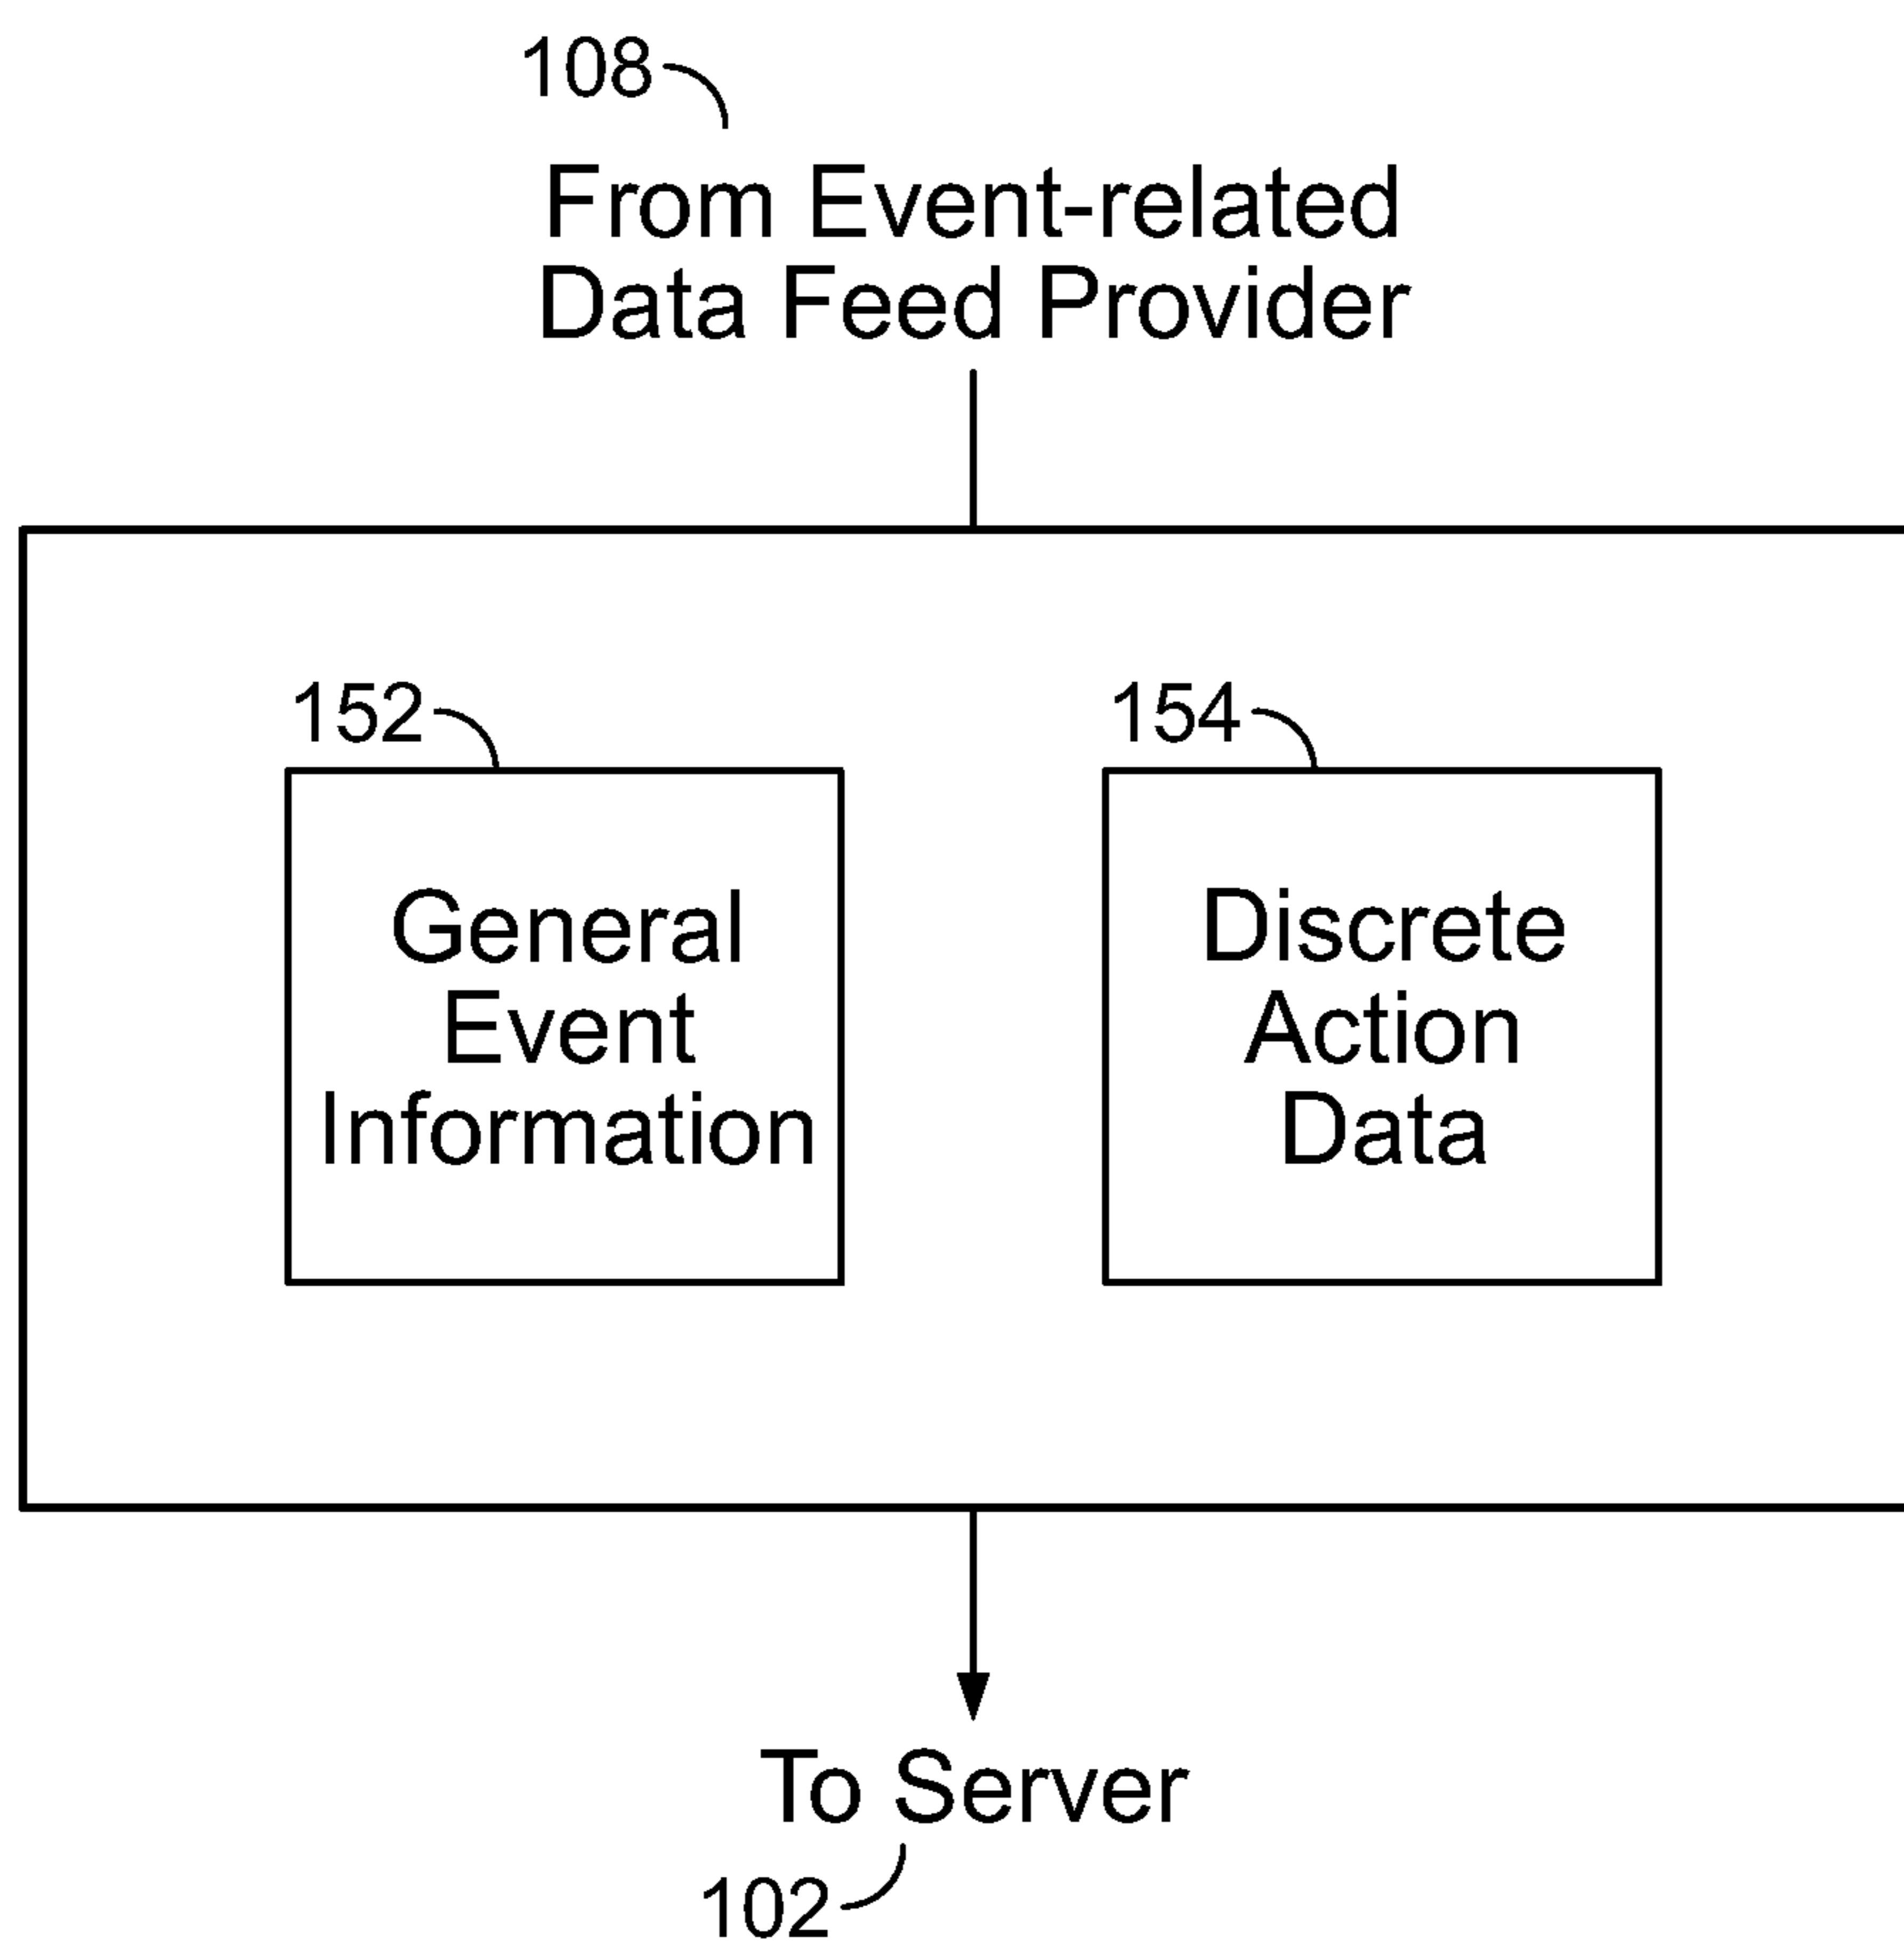 108
From Event-related
Data Feed Provider
152
General
Event
Information
154
Discrete
Action
Data
To Server
102